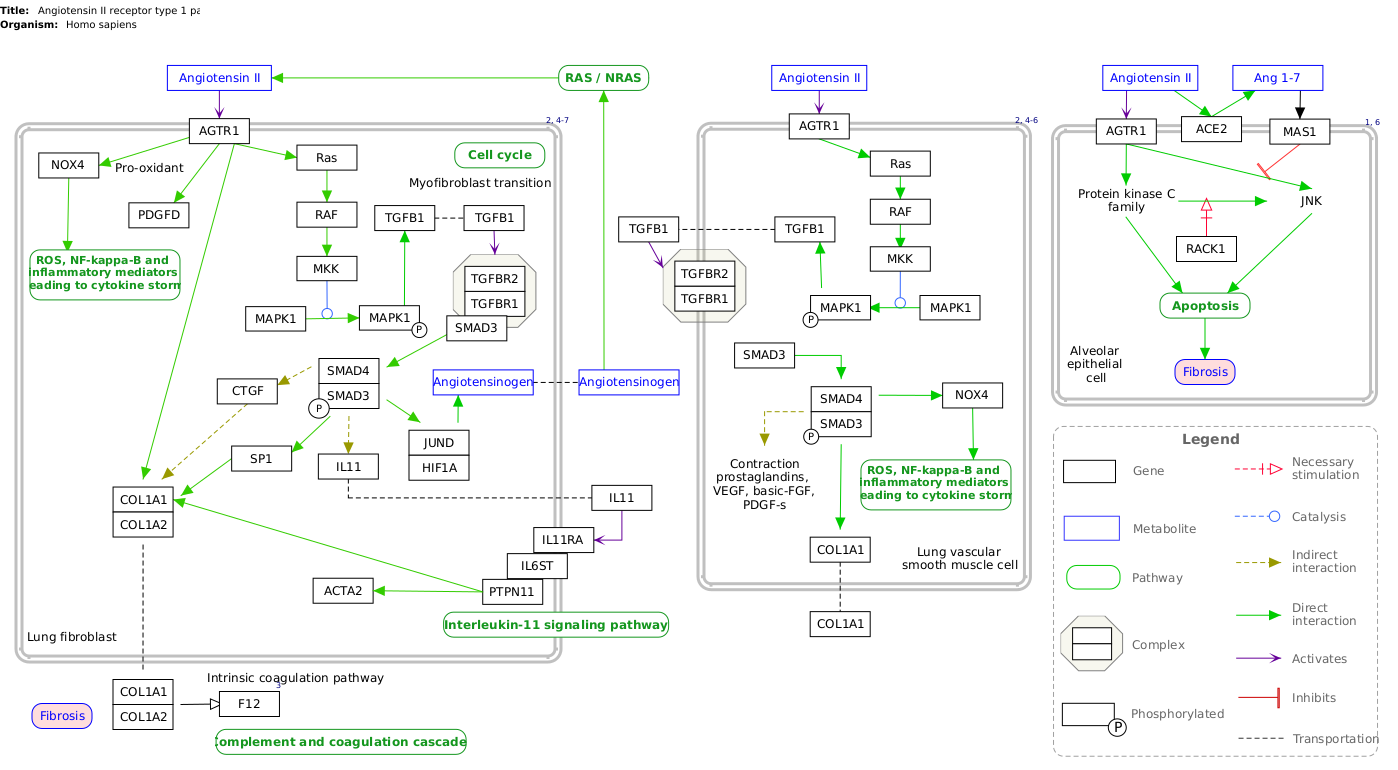 Title: Angiotensin II receptor type 1 pa
Organism: Homo sapiens
Angiotensin II
RAS / NRAS
2, 4-7
AGTR1
NOX4
Pro-oxidant
Ras
Cell cycle
Myofibroblast transition
PDGFD
RAF
TGFB1
TGFB1
ROS, NF-kappa-B and
inflammatory mediators
leading to cytokine storm
MKK
TGFBR2
TGFBR1
MAPK1
MAPK1
P
SMAD3
SMAD4
SMAD3
P
CTGF
Angiotensinogen
Angiotensinogen
SP1
IL11
JUND
HIF1A
COL1A1
COL1A2
IL11
IL11RA
IL6ST
PTPN11
ACTA2
Interleukin-11 signaling pathway
Lung fibroblast
Intrinsic coagulation pathway
3
COL1A1
COL1A2
F12
Fibrosis
Complement and coagulation cascade
Angiotensin II
2, 4-6
AGTR1
Ras
RAF
TGFB1
TGFB1
MKK
TGFBR2
TGFBR1
MAPK1
P
MAPK1
SMAD3
SMAD4
SMAD3
P
NOX4
Contraction
prostaglandins,
VEGF, basic-FGF,
PDGF-s
ROS, NF-kappa-B and
inflammatory mediators
leading to cytokine storm
COL1A1
Lung vascular
smooth muscle cell
COL1A1
Angiotensin II
Ang 1-7
1, 6
AGTR1
ACE2
MAS1
Protein kinase C
family
JNK
RACK1
Apoptosis
Alveolar
epithelial
cell
Fibrosis
Legend
Gene
Necessary
stimulation
Metabolite
Catalysis
Pathway
Indirect
interaction
Direct
interaction
Complex
Activates
Phosphorylated
P
Inhibits
Transportation